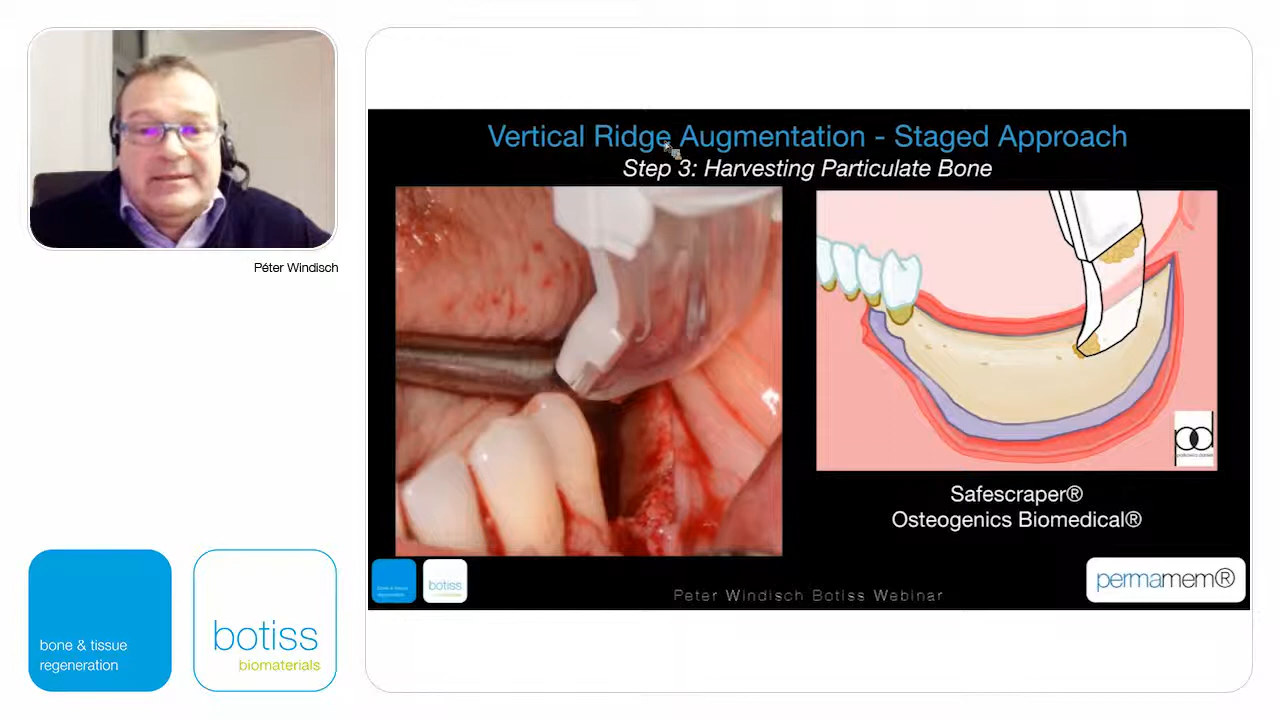 Péter Windisch
bone & tissue
regeneration
botiss
biomaterials
Vertical Ridge Augmentation - Staged Approach
Step 3: Harvesting Particulate Bone
Safescraper®
Osteogenics Biomedical®
botiss
permamem®
Peter Windisch Botiss Webinar